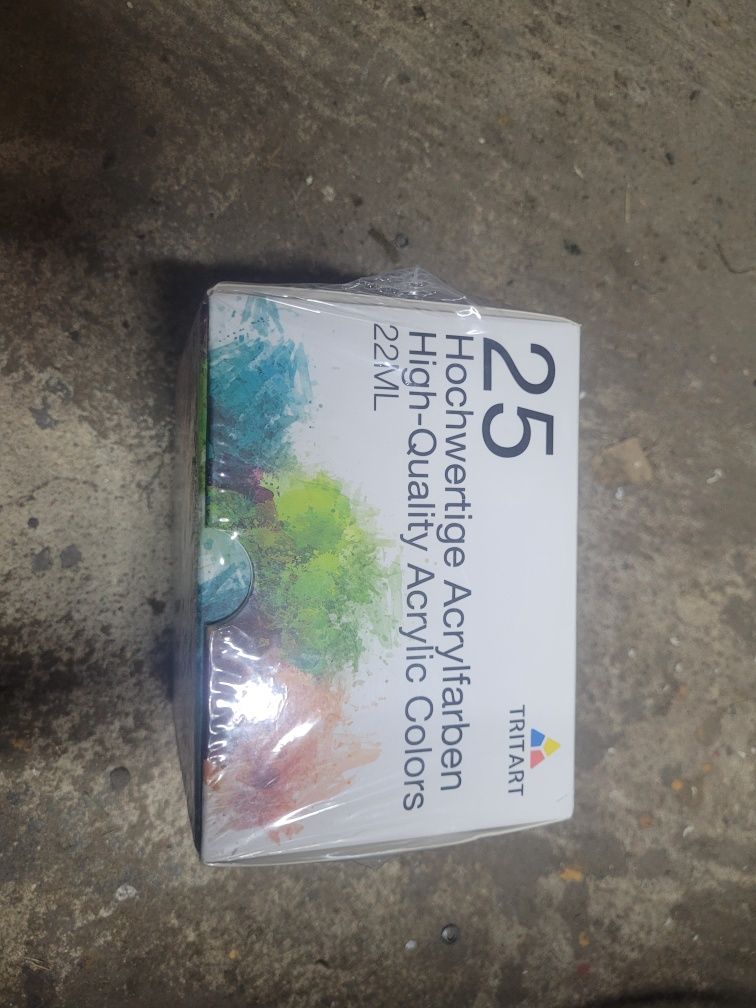 25
Hochwertige Acrylfarben
High-Quality Acrylic Colors
22ML
TRITART